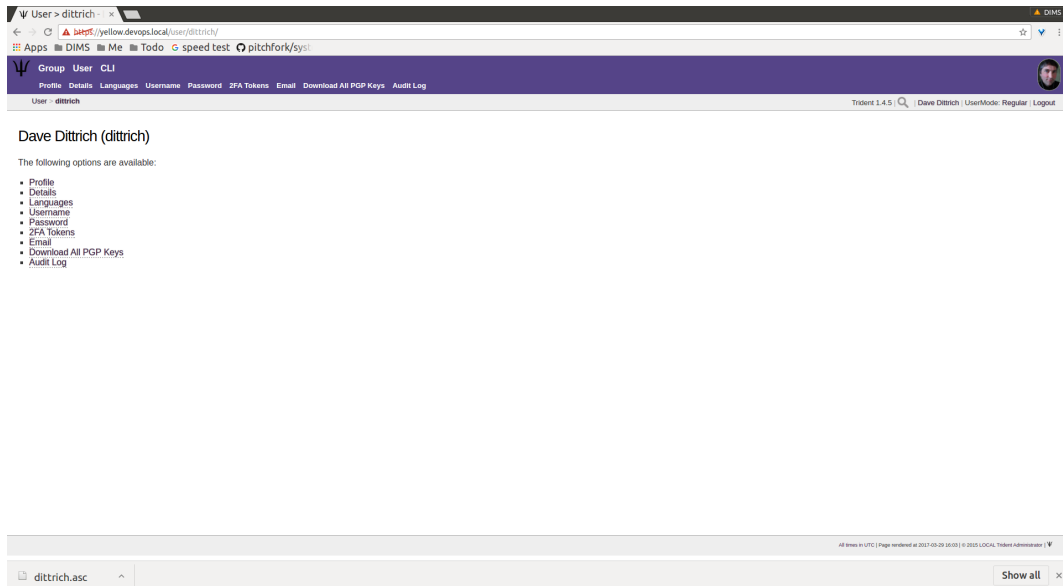 Ψ User > dittrich - ×
DIMS
https://yellow.devops.local/user/dittrich/
Apps DIMS Me Todo G speed test pitchfork/syst
Ψ Group User CLI
Profile Details Languages Username Password 2FA Tokens Email Download All PGP Keys Audit Log
User > dittrich
Trident 1.4.5 | | Dave Dittrich | UserMode: Regular | Logout
Dave Dittrich (dittrich)
The following options are available:
Profile
Details
Languages
Username
Password
2FA Tokens
Email
Download All PGP Keys
Audit Log
All times in UTC | Page rendered at 2017-03-29 16:03 | © 2015 LOCAL Trident Administrator | Ψ
dittrich.asc
Show all ×